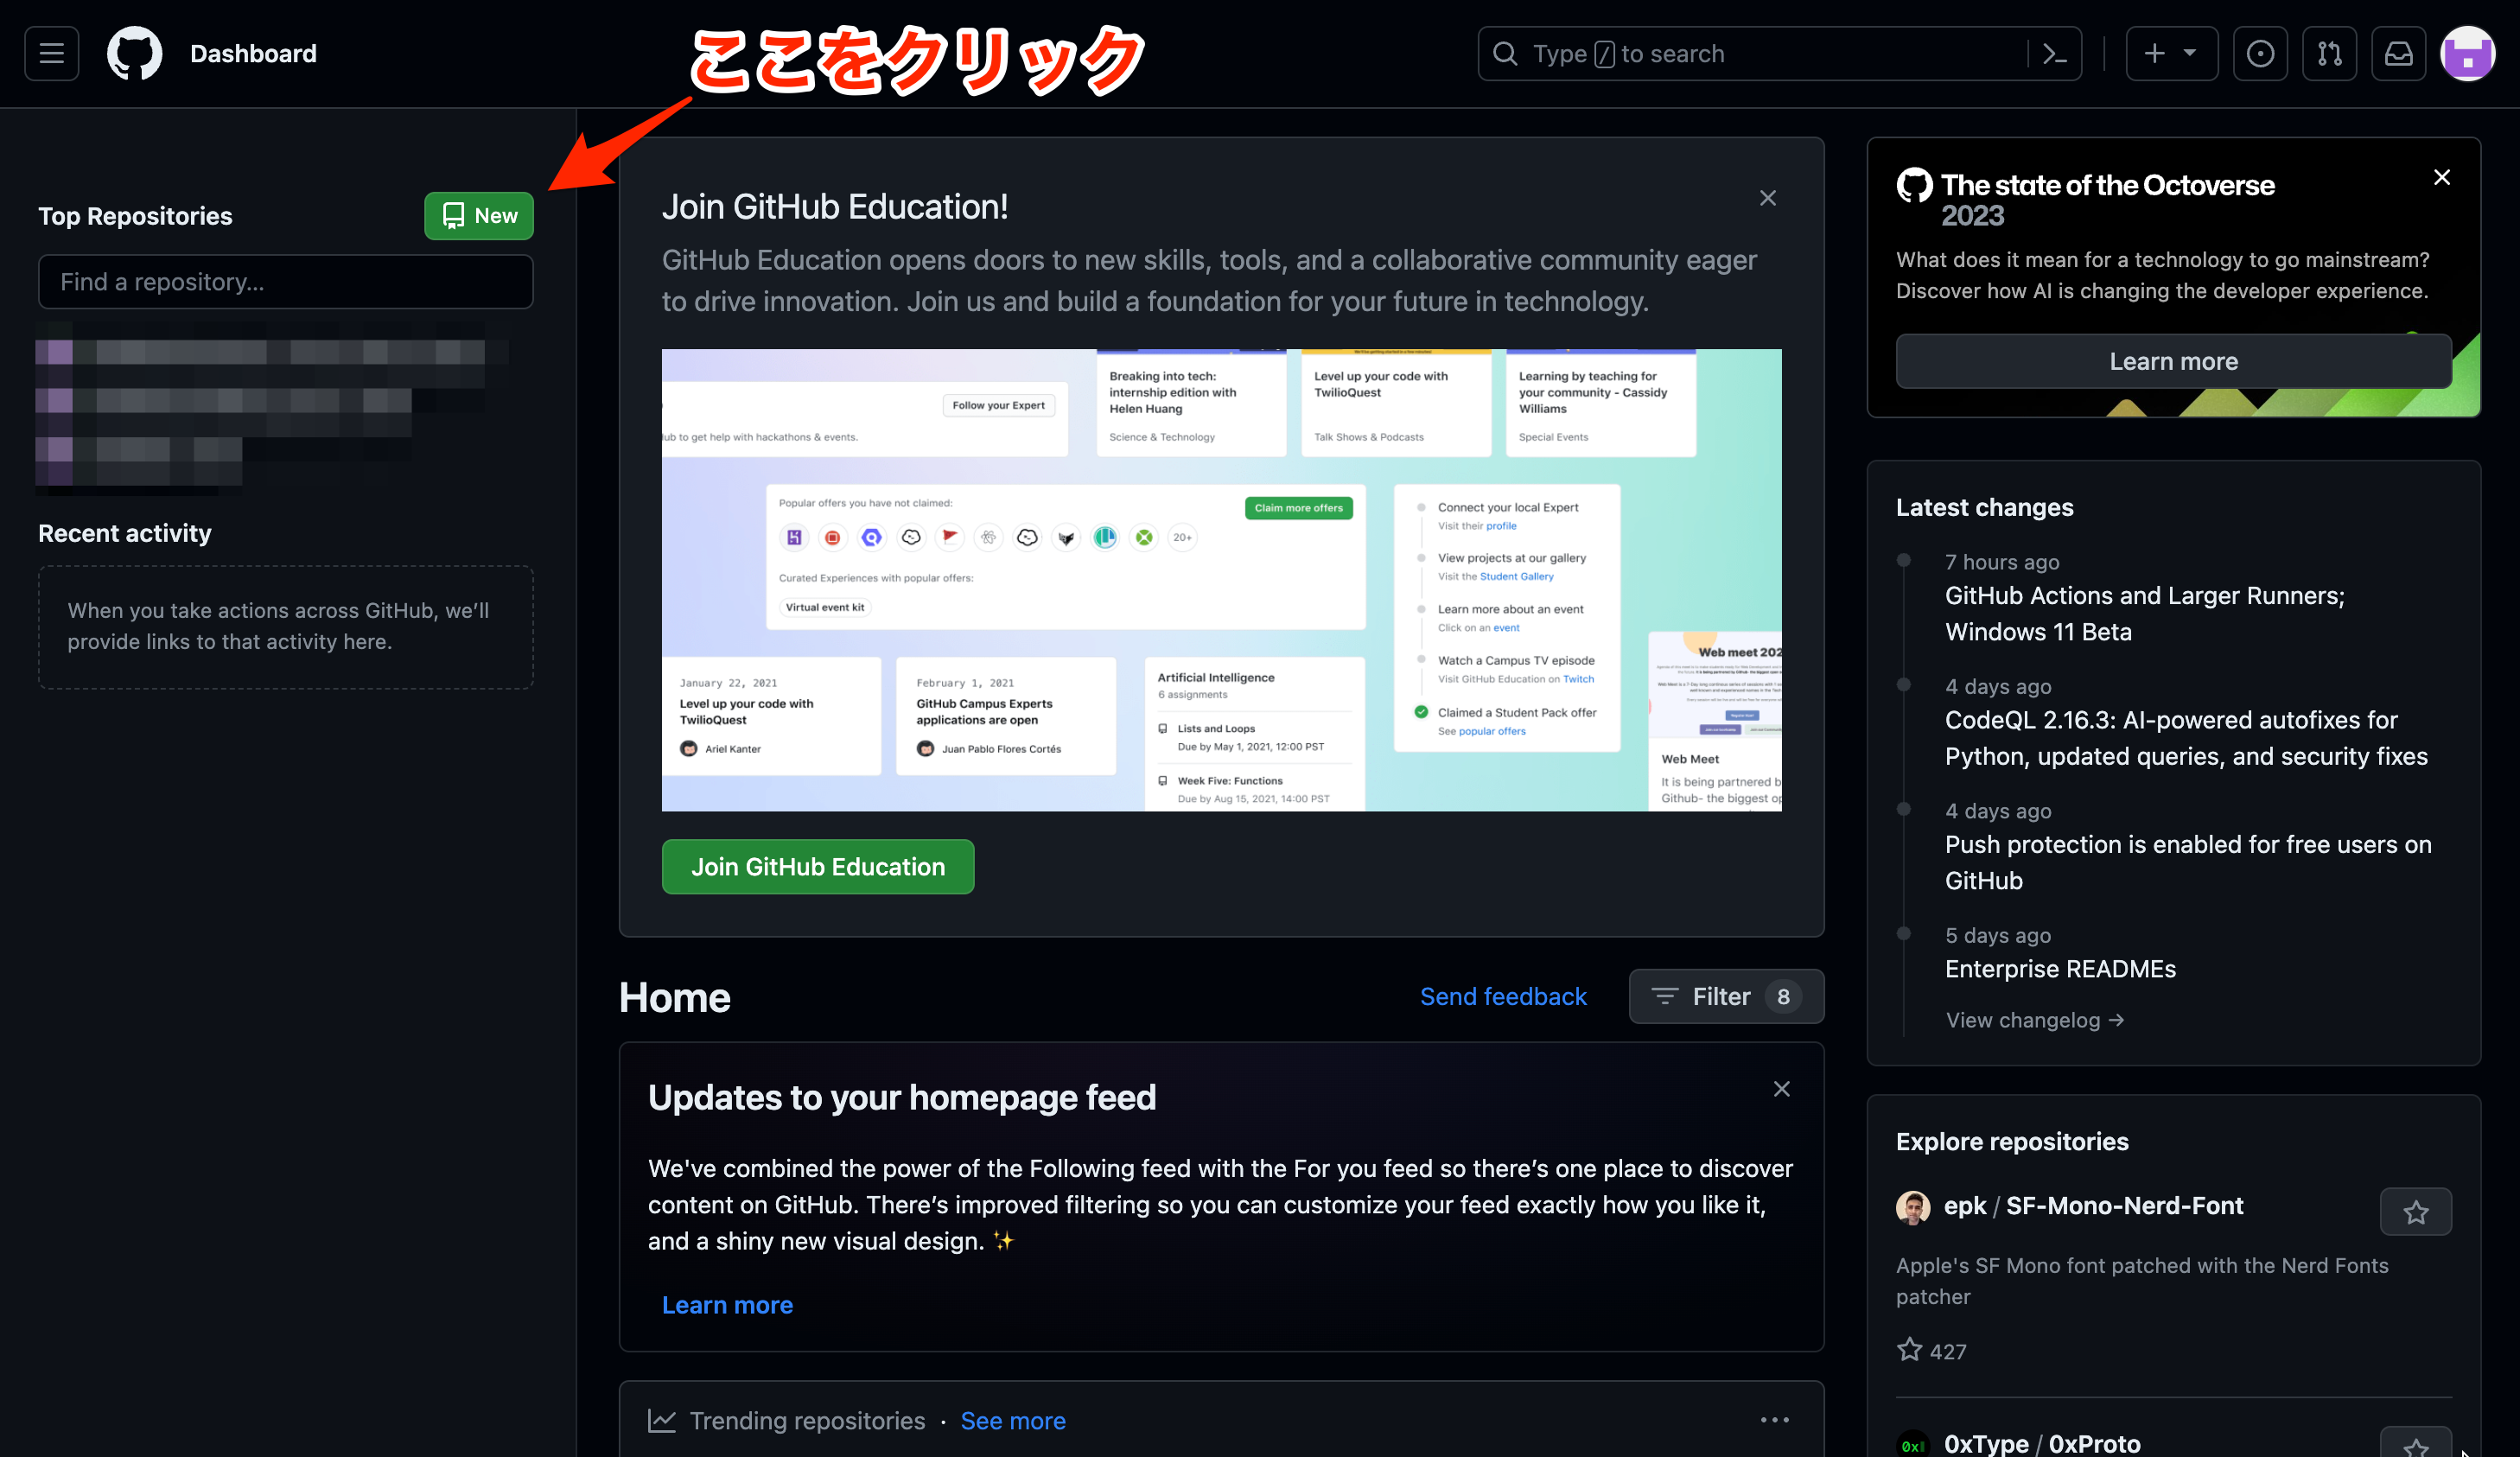 Dashboard
ここをクリック
Type / to search
Top Repositories
New
Find a repository...
Recent activity
When you take actions across GitHub, we’ll
provide links to that activity here.
Join GitHub Education!
GitHub Education opens doors to new skills, tools, and a collaborative community eager
to drive innovation. Join us and build a foundation for your future in technology.
Follow your Expert
to get help with hackathons & events.
Breaking into tech:
internship edition with
Helen Huang
Science & Technology
Level up your code with
TwilioQuest
Talk Shows & Podcasts
Learning by teaching for
your community - Cassidy
Williams
Special Events
Popular offers you have not claimed:
Claim more offers
20+
Curated Experiences with popular offers:
Virtual event kit
Connect your local Expert
Visit their profile
View projects at our gallery
Visit the Student Gallery
Learn more about an event
Click on an event
Watch a Campus TV episode
Visit GitHub Education on Twitch
Claimed a Student Pack offer
See popular offers
January 22, 2021
Level up your code with
TwilioQuest
Ariel Kanter
February 1, 2021
GitHub Campus Experts
applications are open
Juan Pablo Flores Cortés
Artificial Intelligence
6 assignments
Lists and Loops
Due by May 1, 2021, 12:00 PST
Week Five: Functions
Due by Aug 15, 2021, 14:00 PST
Web meet 202
Web Meet
It is being partnered b
Github- the biggest op
Join GitHub Education
Home
Send feedback
Filter 8
Updates to your homepage feed
We've combined the power of the Following feed with the For you feed so there’s one place to discover
content on GitHub. There’s improved filtering so you can customize your feed exactly how you like it,
and a shiny new visual design. ✨
Learn more
Trending repositories · See more
The state of the Octoverse
2023
What does it mean for a technology to go mainstream?
Discover how AI is changing the developer experience.
Learn more
Latest changes
7 hours ago
GitHub Actions and Larger Runners;
Windows 11 Beta
4 days ago
CodeQL 2.16.3: AI-powered autofixes for
Python, updated queries, and security fixes
4 days ago
Push protection is enabled for free users on
GitHub
5 days ago
Enterprise READMEs
View changelog →
Explore repositories
epk / SF-Mono-Nerd-Font
Apple's SF Mono font patched with the Nerd Fonts
patcher
427
0x
0xType / 0xProto